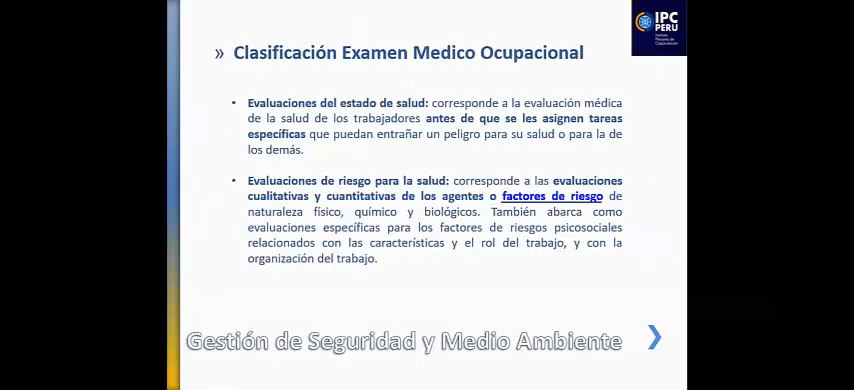 IPC
PERU
Instituto
Peruano de
Capacitación
» Clasificación Examen Medico Ocupacional
• Evaluaciones del estado de salud: corresponde a la evaluación médica
de la salud de los trabajadores antes de que se les asignen tareas
específicas que puedan entrañar un peligro para su salud o para la de
los demás.
• Evaluaciones de riesgo para la salud: corresponde a las evaluaciones
cualitativas y cuantitativas de los agentes o factores de riesgo de
naturaleza físico, químico y biológicos. También abarca como
evaluaciones específicas para los factores de riesgos psicosociales
relacionados con las características y el rol del trabajo, y con la
organización del trabajo.
Gestión de Seguridad y Medio Ambiente